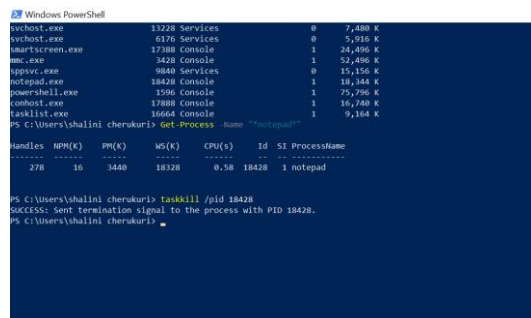 Windows PowerShell
svchost.exe 13228 Services 0 7,480 K
svchost.exe 6176 Services 0 5,916 K
smartscreen.exe 17388 Console 1 24,496 K
mmc.exe 3428 Console 1 52,496 K
sppsvc.exe 9840 Services 0 15,156 K
notepad.exe 18428 Console 1 18,344 K
powershell.exe 1596 Console 1 75,796 K
conhost.exe 17888 Console 1 16,740 K
tasklist.exe 16664 Console 1 9,164 K
PS C:\Users\shalini cherukuri> Get-Process -Name "*notepad*"
Handles NPM(K) PM(K) WS(K) CPU(s) Id SI ProcessName
------- ------ ----- ----- ------ -- -- -----------
278 16 3440 18328 0.58 18428 1 notepad
PS C:\Users\shalini cherukuri> taskkill /pid 18428
SUCCESS: Sent termination signal to the process with PID 18428.
PS C:\Users\shalini cherukuri> _